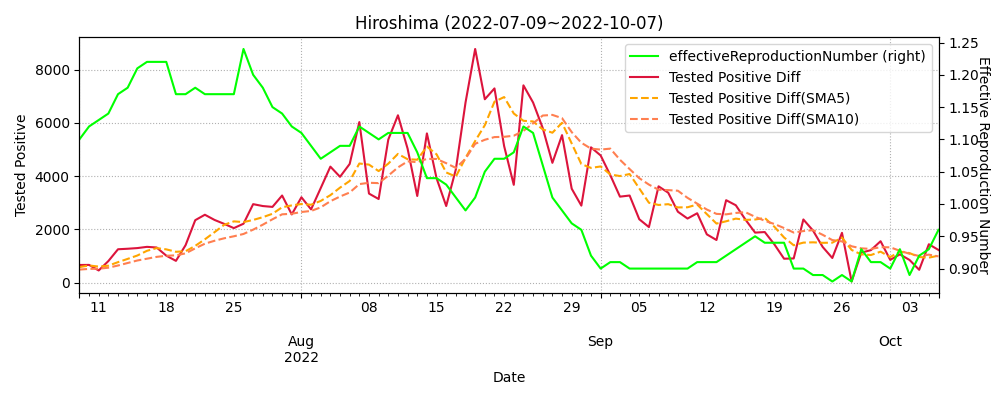 Hiroshima (2022-07-09~2022-10-07)
Tested Positive
8000
6000
4000
2000
0
effectiveReproductionNumber (right)
Tested Positive Diff
Tested Positive Diff(SMA5)
Tested Positive Diff(SMA10)
1.25
1.20
1.15
1.10
1.05
1.00
0.95
0.90
Effective Reproduction Number
11 18 25 08 15 22 29 05 12 19 26 03
Aug Sep Oct
2022
Date